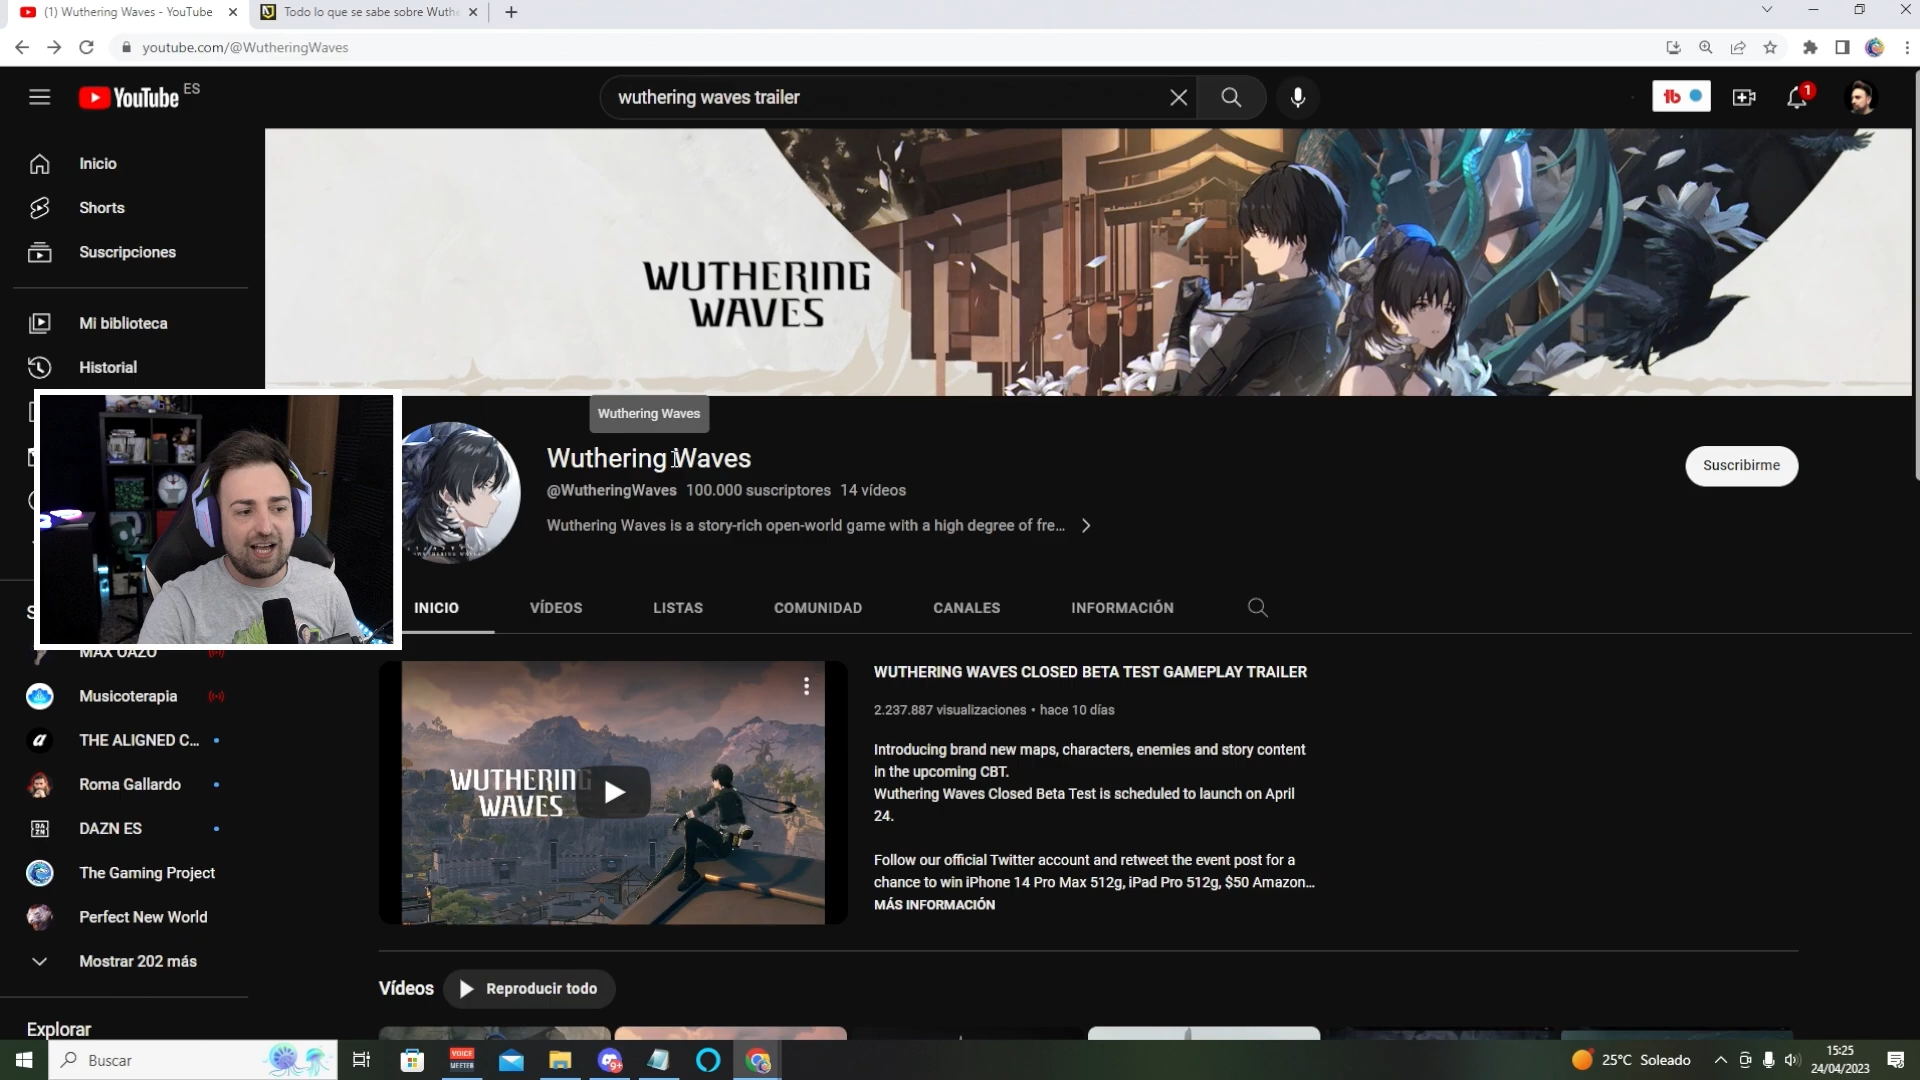 (1) Wuthering Waves - YouTube
Todo lo que se sabe sobre Wuthe
youtube.com/@WutheringWaves
YouTube ES
wuthering waves trailer
1
Inicio
Shorts
Suscripciones
Mi biblioteca
Historial
WUTHERING
WAVES
Wuthering Waves
Wuthering Waves
@WutheringWaves 100.000 suscriptores 14 vídeos
Wuthering Waves is a story-rich open-world game with a high degree of fre...
Suscribirme
INICIO
VÍDEOS
LISTAS
COMUNIDAD
CANALES
INFORMACIÓN
Musicoterapia
THE ALIGNED C...
Roma Gallardo
DAZN ES
The Gaming Project
Perfect New World
Mostrar 202 más
Explorar
WUTHERING
WAVES
WUTHERING WAVES CLOSED BETA TEST GAMEPLAY TRAILER
2.237.887 visualizaciones • hace 10 días
Introducing brand new maps, characters, enemies and story content
in the upcoming CBT.
Wuthering Waves Closed Beta Test is scheduled to launch on April
24.
Follow our official Twitter account and retweet the event post for a
chance to win iPhone 14 Pro Max 512g, iPad Pro 512g, $50 Amazon...
MÁS INFORMACIÓN
Vídeos
Reproducir todo
Buscar
VOICE
MEETER
9+
25°C Soleado
15:25
24/04/2023